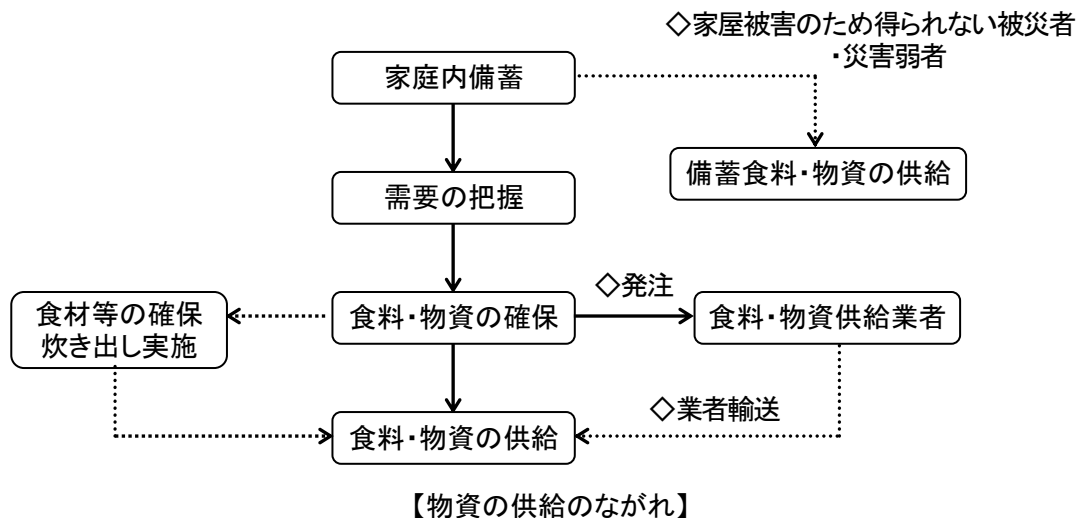 ◇家屋被害のため得られない被災者
・災害弱者
家庭内備蓄
備蓄食料・物資の供給
需要の把握
◇発注
食材等の確保
炊き出し実施
食料・物資の確保
食料・物資供給業者
◇業者輸送
食料・物資の供給
【物資の供給のながれ】